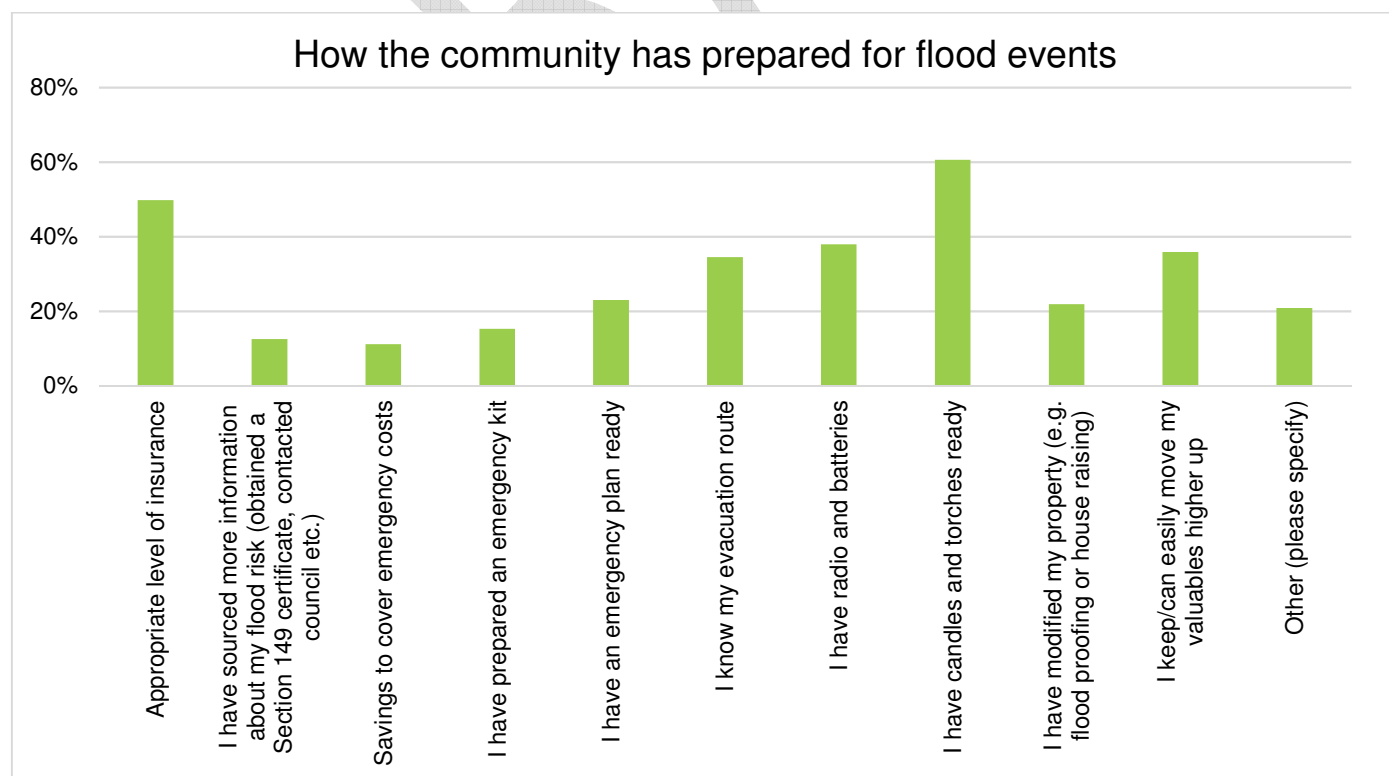 How the community has prepared for flood events
80%
60%
40%
20%
0%
Appropriate level of insurance
I have sourced more information
about my flood risk (obtained a
Section 149 certificate, contacted
council etc.)
Savings to cover emergency costs
I have prepared an emergency kit
I have an emergency plan ready
I know my evacuation route
I have radio and batteries
I have candles and torches ready
I have modified my property (e.g.
flood proofing or house raising)
I keep/can easily move my
valuables higher up
Other (please specify)